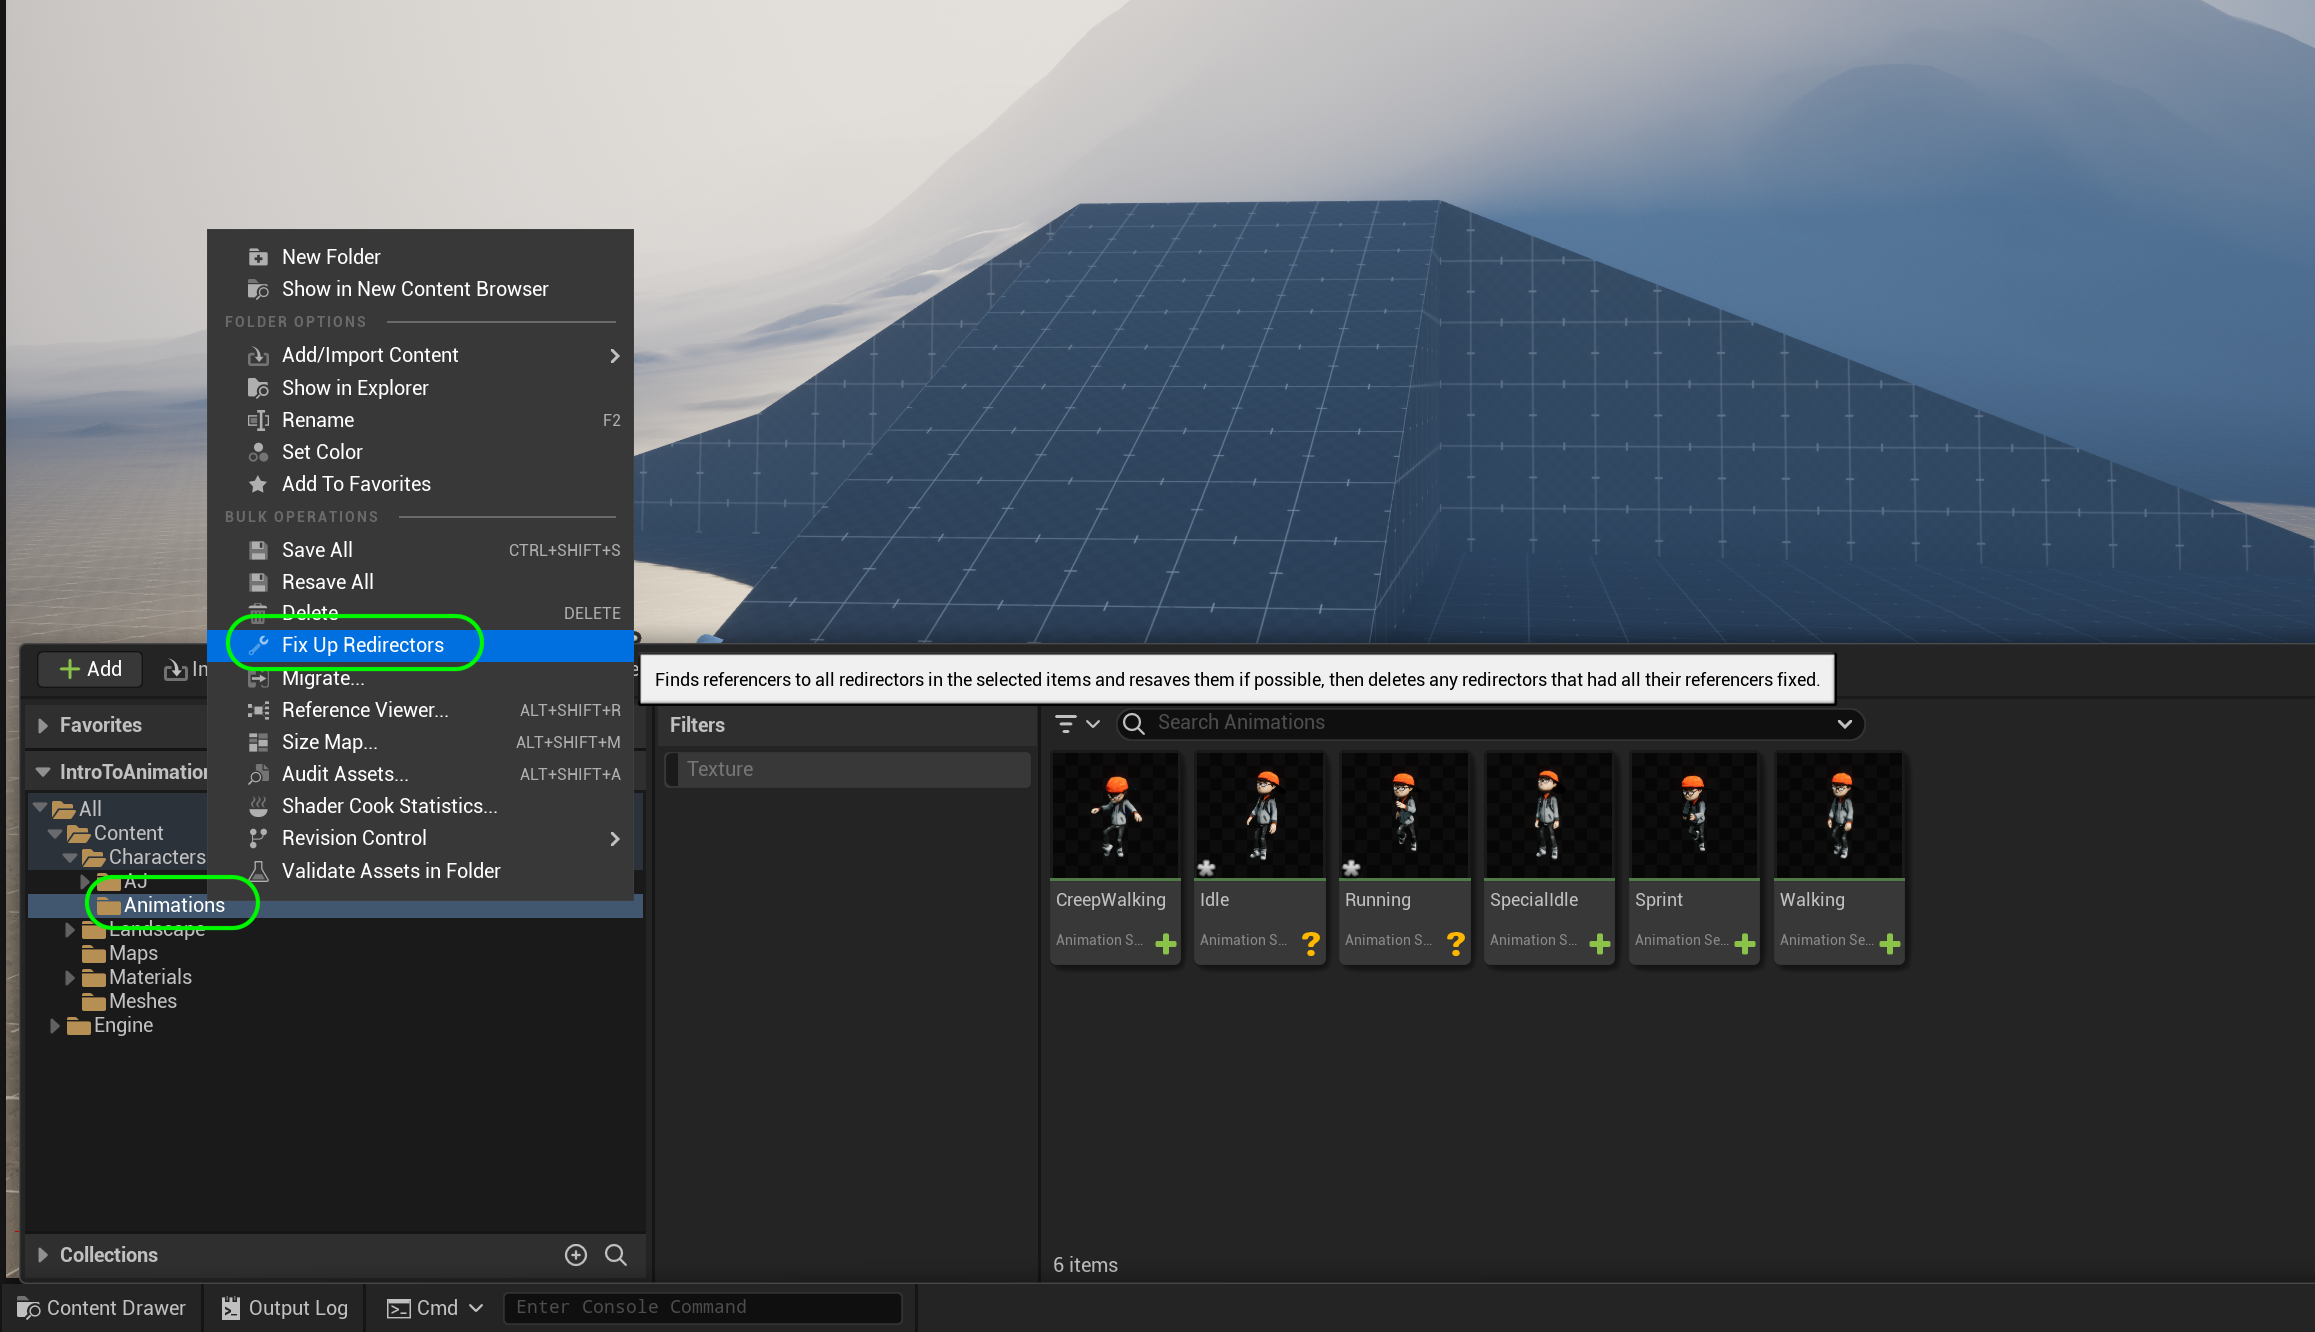 New Folder
Show in New Content Browser
FOLDER OPTIONS
Add/Import Content
Show in Explorer
Rename F2
Set Color
Add To Favorites
BULK OPERATIONS
Save All CTRL+SHIFT+S
Resave All
Delete DELETE
Fix Up Redirectors
Migrate...
Reference Viewer... ALT+SHIFT+R
Size Map... ALT+SHIFT+M
Audit Assets... ALT+SHIFT+A
Shader Cook Statistics...
Revision Control
Validate Assets in Folder
Finds referencers to all redirectors in the selected items and resaves them if possible, then deletes any redirectors that had all their referencers fixed.
Add
Favorites
IntroToAnimation
All
Content
Characters
AJ
Animations
Landscape
Maps
Materials
Meshes
Engine
Collections
Filters
Texture
Search Animations
CreepWalking Idle Running SpecialIdle Sprint Walking
Animation S... Animation S... Animation S... Animation S... Animation Se... Animation Se...
6 items
Content Drawer Output Log Cmd Enter Console Command